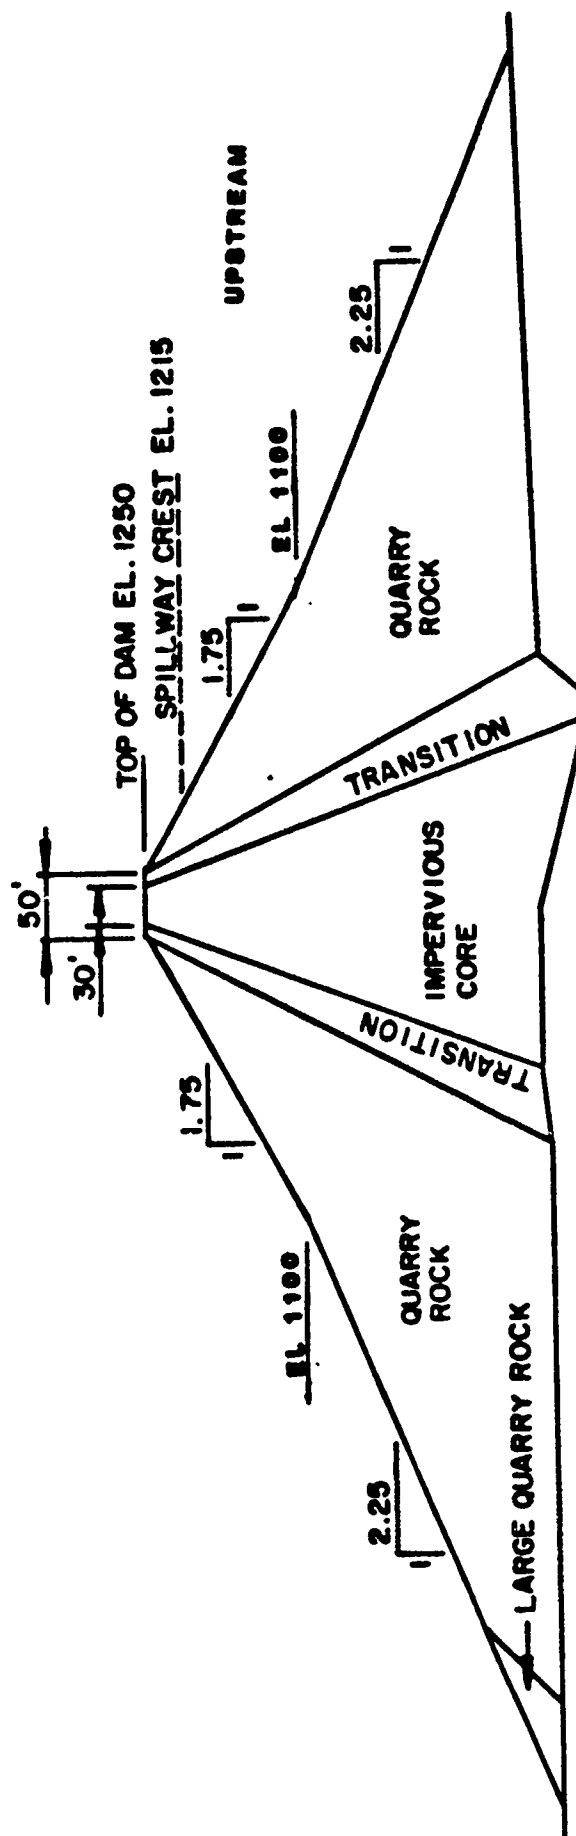 50'
30'
TOP OF DAM EL. 1250
SPILLWAY CREST EL. 1215
UPSTREAM
1.75
1
1.75
1
EL 1100
EL 1100
2.25
1
2.25
1
QUARRY
ROCK
TRANSITION
IMPERVIOUS
CORE
TRANSITION
QUARRY
ROCK
LARGE QUARRY ROCK